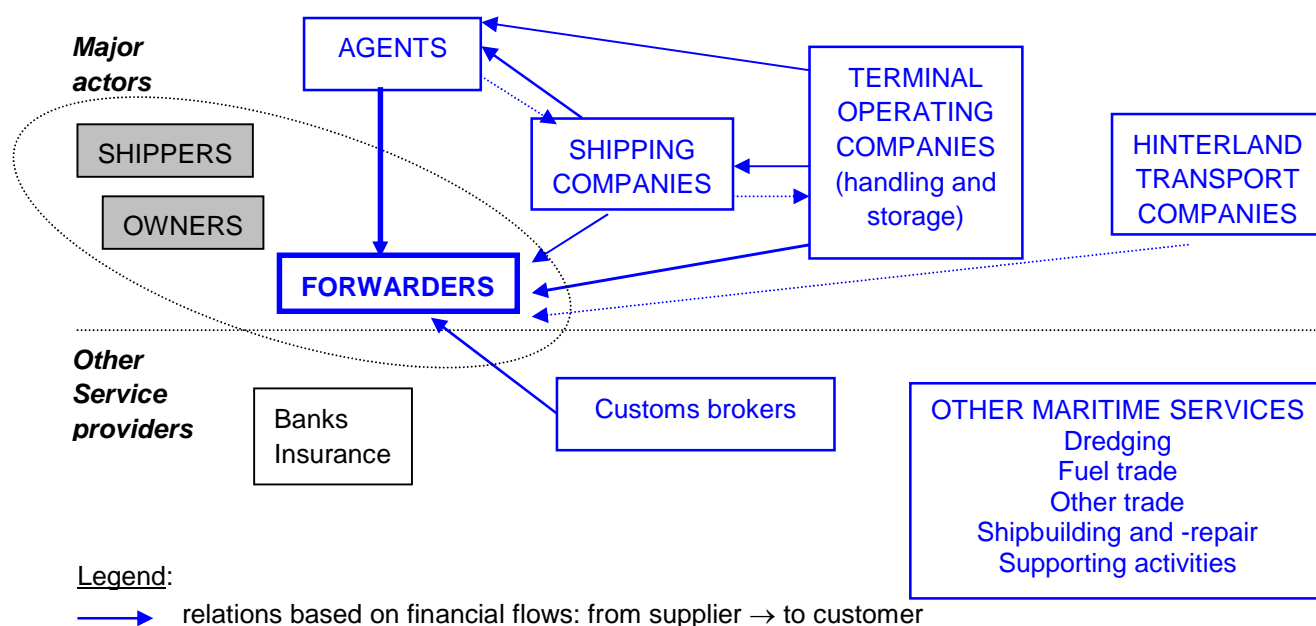 Major
actors
AGENTS
SHIPPERS
OWNERS
FORWARDERS
SHIPPING
COMPANIES
TERMINAL
OPERATING
COMPANIES
(handling and
storage)
HINTERLAND
TRANSPORT
COMPANIES
Other
Service
providers
Banks
Insurance
Customs brokers
OTHER MARITIME SERVICES
Dredging
Fuel trade
Other trade
Shipbuilding and -repair
Supporting activities
Legend:
relations based on financial flows: from supplier → to customer